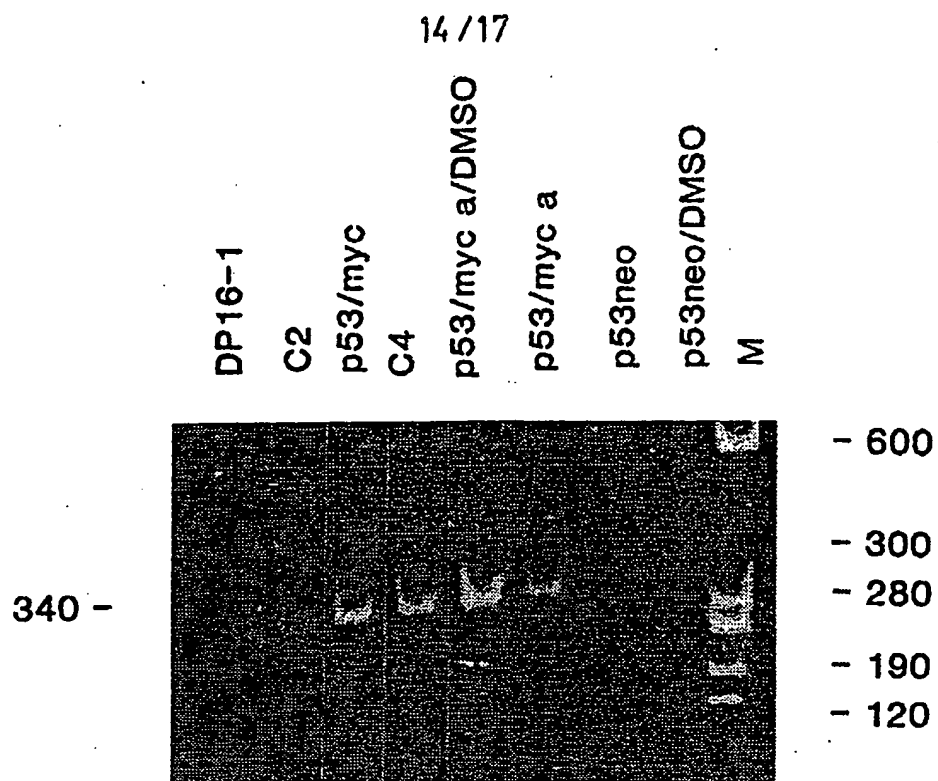 14/17
DP16-1
C2
p53/myc
C4
p53/myc a/DMSO
p53/myc a
p53neo
p53neo/DMSO
M
- 600
- 300
340 -
- 280
- 190
- 120